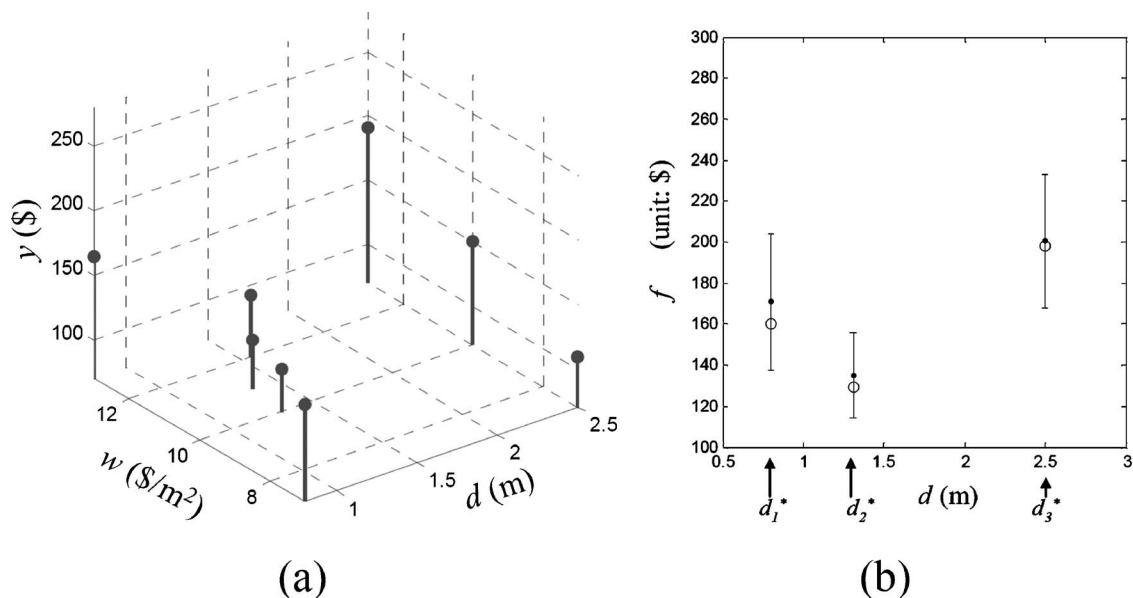 250
200
150
100
y ($)
12
10
8
w ($/m²)
1
1.5
2
2.5
d (m)
(a)
300
280
260
240
220
200
180
160
140
120
100
f (unit: $)
0.5 1 1.5 2 2.5 3
d (m)
d₁* d₂* d₃*
(b)